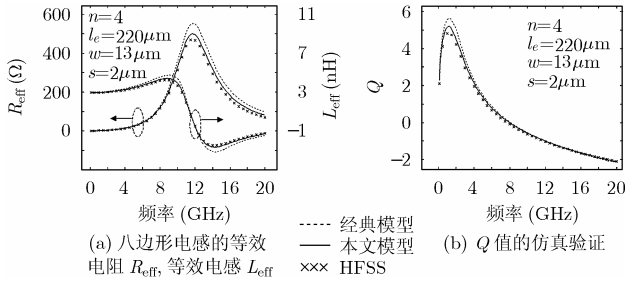 n=4
lₑ=220μm
w=13μm
s=2μm
R_eff (Ω)
600
400
200
0
L_eff (nH)
11
7
3
−1
0 4 8 12 16 20
频率 (GHz)
(a) 八边形电感的等效
电阻 R_eff, 等效电感 L_eff
经典模型
本文模型
HFSS
n=4
lₑ=220μm
w=13μm
s=2μm
Q
6
4
2
0
−2
0 4 8 12 16 20
频率 (GHz)
(b) Q 值的仿真验证